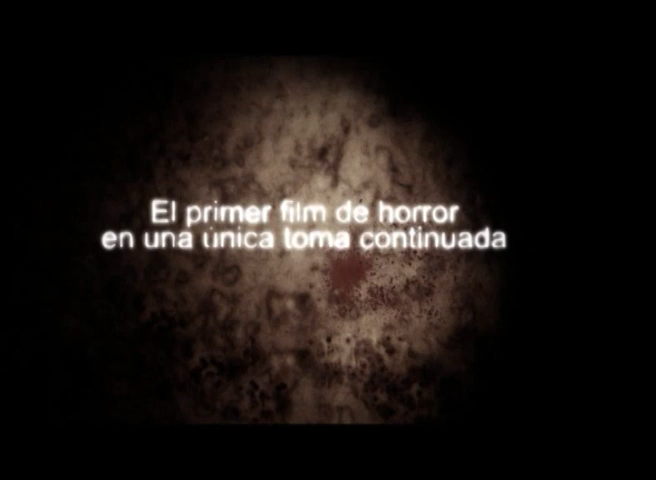 El primer film de horror
en una única toma continuada